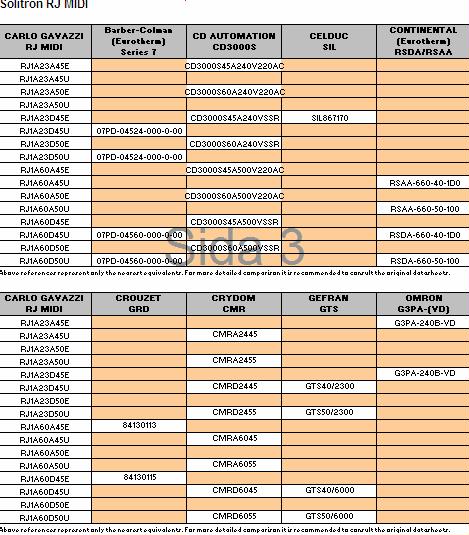 Solitron RJ MIDI
CARLO GAVAZZI RJ MIDI Barber-Colman (Eurotherm) Series 7 CD AUTOMATION CD3000S CELDUC SIL CONTINENTAL (Eurotherm) RSDA/RSAA
RJ1A23A45E CD3000S45A240V220AC
RJ1A23A45U
RJ1A23A50E CD3000S60A240V220AC
RJ1A23A50U
RJ1A23D45E CD3000S45A240VSSR SIL867170
RJ1A23D45U 07PD-04524-000-0-00
RJ1A23D50E CD3000S60A240VSSR
RJ1A23D50U 07PD-04524-000-0-00
RJ1A60A45E CD3000S45A500V220AC
RJ1A60A45U RSAA-660-40-1D0
RJ1A60A50E CD3000S60A500V220AC
RJ1A60A50U RSAA-660-50-100
RJ1A60D45E CD3000S45A500VSSR
RJ1A60D45U 07PD-04560-000-0-00 RSDA-660-40-1D0
RJ1A60D50E CD3000S60A500VSSR
RJ1A60D50U 07PD-04560-000-0-00 RSDA-660-50-100
Sida 3
Above references represent only the nearest equivalents. For more detailed comparison it is recommended to consult the original datasheets.
CARLO GAVAZZI RJ MIDI CROUZET GRD CRYDOM CMR GEFRAN GTS OMRON G3PA-(VD)
RJ1A23A45E G3PA-240B-VD
RJ1A23A45U CMRA2445
RJ1A23A50E
RJ1A23A50U CMRA2455
RJ1A23D45E G3PA-240B-VD
RJ1A23D45U CMRD2445 GTS40/2300
RJ1A23D50E
RJ1A23D50U CMRD2455 GTS50/2300
RJ1A60A45E 84130113
RJ1A60A45U CMRA6045
RJ1A60A50E
RJ1A60A50U CMRA6055
RJ1A60D45E 84130115
RJ1A60D45U CMRD6045 GTS40/6000
RJ1A60D50E
RJ1A60D50U CMRD6055 GTS50/6000
Above references represent only the nearest equivalents. For more detailed comparison it is recommended to consult the original datasheets.